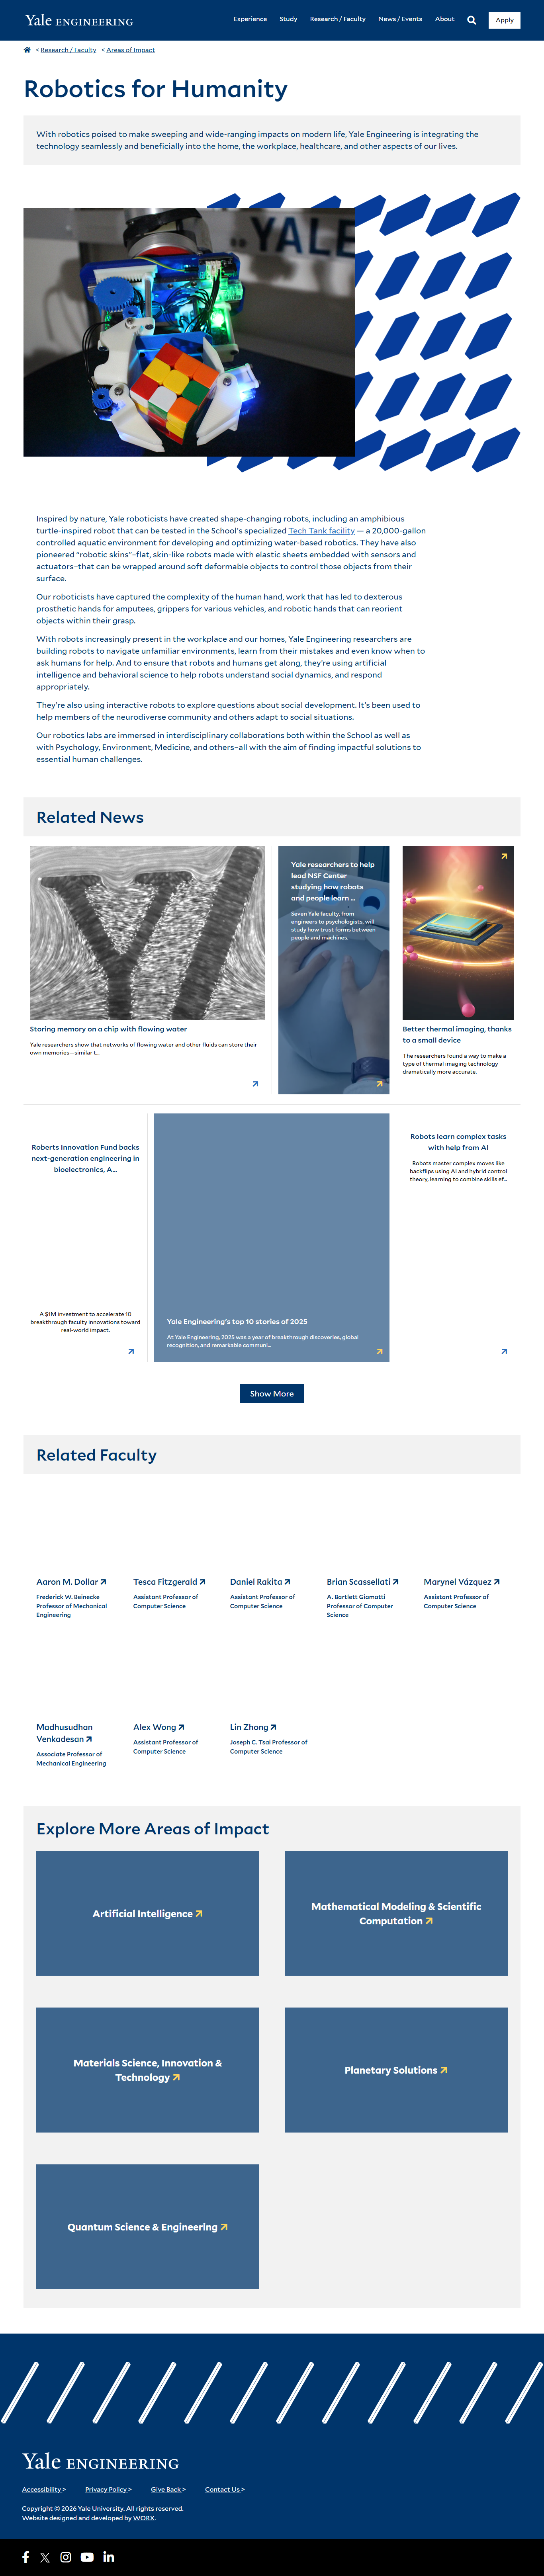 Yale ENGINEERING
Experience Study Research / Faculty News / Events About Apply
< Research / Faculty < Areas of Impact
Robotics for Humanity
With robotics poised to make sweeping and wide-ranging impacts on modern life, Yale Engineering is integrating the
technology seamlessly and beneficially into the home, the workplace, healthcare, and other aspects of our lives.
YALE
Inspired by nature, Yale roboticists have created shape-changing robots, including an amphibious
turtle-inspired robot that can be tested in the School's specialized Tech Tank facility — a 20,000-gallon
controlled aquatic environment for developing and optimizing water-based robotics. They have also
pioneered “robotic skins”–flat, skin-like robots made with elastic sheets embedded with sensors and
actuators–that can be wrapped around soft deformable objects to control those objects from their
surface.
Our roboticists have captured the complexity of the human hand, work that has led to dexterous
prosthetic hands for amputees, grippers for various vehicles, and robotic hands that can reorient
objects within their grasp.
With robots increasingly present in the workplace and our homes, Yale Engineering researchers are
building robots to navigate unfamiliar environments, learn from their mistakes and even know when to
ask humans for help. And to ensure that robots and humans get along, they're using artificial
intelligence and behavioral science to help robots understand social dynamics, and respond
appropriately.
They're also using interactive robots to explore questions about social development. It's been used to
help members of the neurodiverse community and others adapt to social situations.
Our robotics labs are immersed in interdisciplinary collaborations both within the School as well as
with Psychology, Environment, Medicine, and others–all with the aim of finding impactful solutions to
essential human challenges.
Related News
Storing memory on a chip with flowing water
Yale researchers show that networks of flowing water and other fluids can store their
own memories—similar t...
Yale researchers to help
lead NSF Center
studying how robots
and people learn ...
Seven Yale faculty, from
engineers to psychologists, will
study how trust forms between
people and machines.
Better thermal imaging, thanks
to a small device
The researchers found a way to make a
type of thermal imaging technology
dramatically more accurate.
Roberts Innovation Fund backs
next-generation engineering in
bioelectronics, A...
A $1M investment to accelerate 10
breakthrough faculty innovations toward
real-world impact.
Yale Engineering's top 10 stories of 2025
At Yale Engineering, 2025 was a year of breakthrough discoveries, global
recognition, and remarkable communi...
Robots learn complex tasks
with help from AI
Robots master complex moves like
backflips using AI and hybrid control
theory, learning to combine skills ef...
Show More
Related Faculty
Aaron M. Dollar
Frederick W. Beinecke
Professor of Mechanical
Engineering
Tesca Fitzgerald
Assistant Professor of
Computer Science
Daniel Rakita
Assistant Professor of
Computer Science
Brian Scassellati
A. Bartlett Giamatti
Professor of Computer
Science
Marynel Vázquez
Assistant Professor of
Computer Science
Madhusudhan
Venkadesan
Associate Professor of
Mechanical Engineering
Alex Wong
Assistant Professor of
Computer Science
Lin Zhong
Joseph C. Tsai Professor of
Computer Science
Explore More Areas of Impact
Artificial Intelligence
Mathematical Modeling & Scientific
Computation
Materials Science, Innovation &
Technology
Planetary Solutions
Quantum Science & Engineering
Yale ENGINEERING
Accessibility > Privacy Policy > Give Back > Contact Us >
Copyright © 2026 Yale University. All rights reserved.
Website designed and developed by WORX.